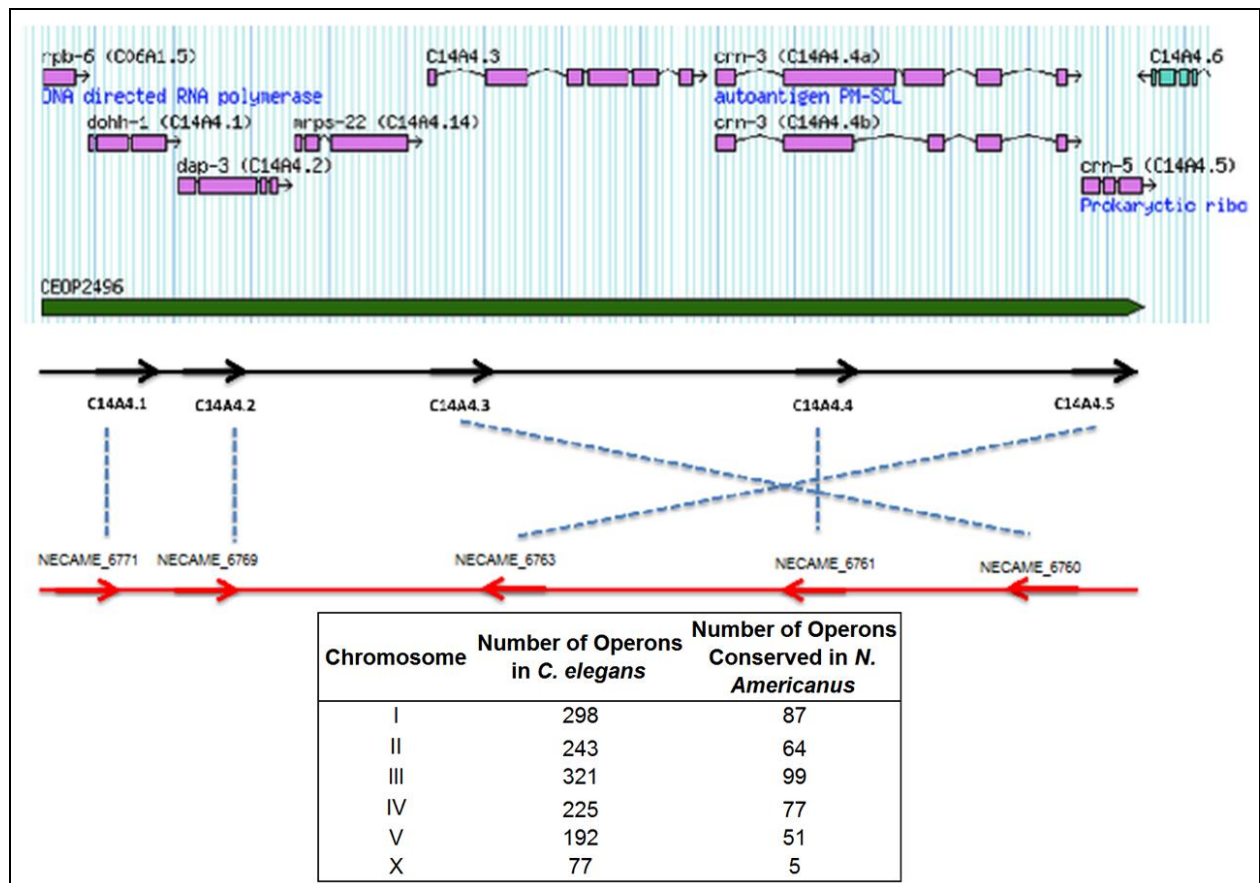 rpb-6 (C06A1.5)
C14A4.3
crn-3 (C14A4.4a)
C14A4.6
DNA directed RNA polymerase
autoantigen PM-SCL
dohh-1 (C14A4.1)
mrps-22 (C14A4.14)
crn-3 (C14A4.4b)
dap-3 (C14A4.2)
crn-5 (C14A4.5)
Prokaryotic ribo
CEOP2496
C14A4.1 C14A4.2 C14A4.3 C14A4.4 C14A4.5
NECAME_6771 NECAME_6769 NECAME_6763 NECAME_6761 NECAME_6760
Chromosome Number of Operons in C. elegans Number of Operons Conserved in N. Americanus
I 298 87
II 243 64
III 321 99
IV 225 77
V 192 51
X 77 5